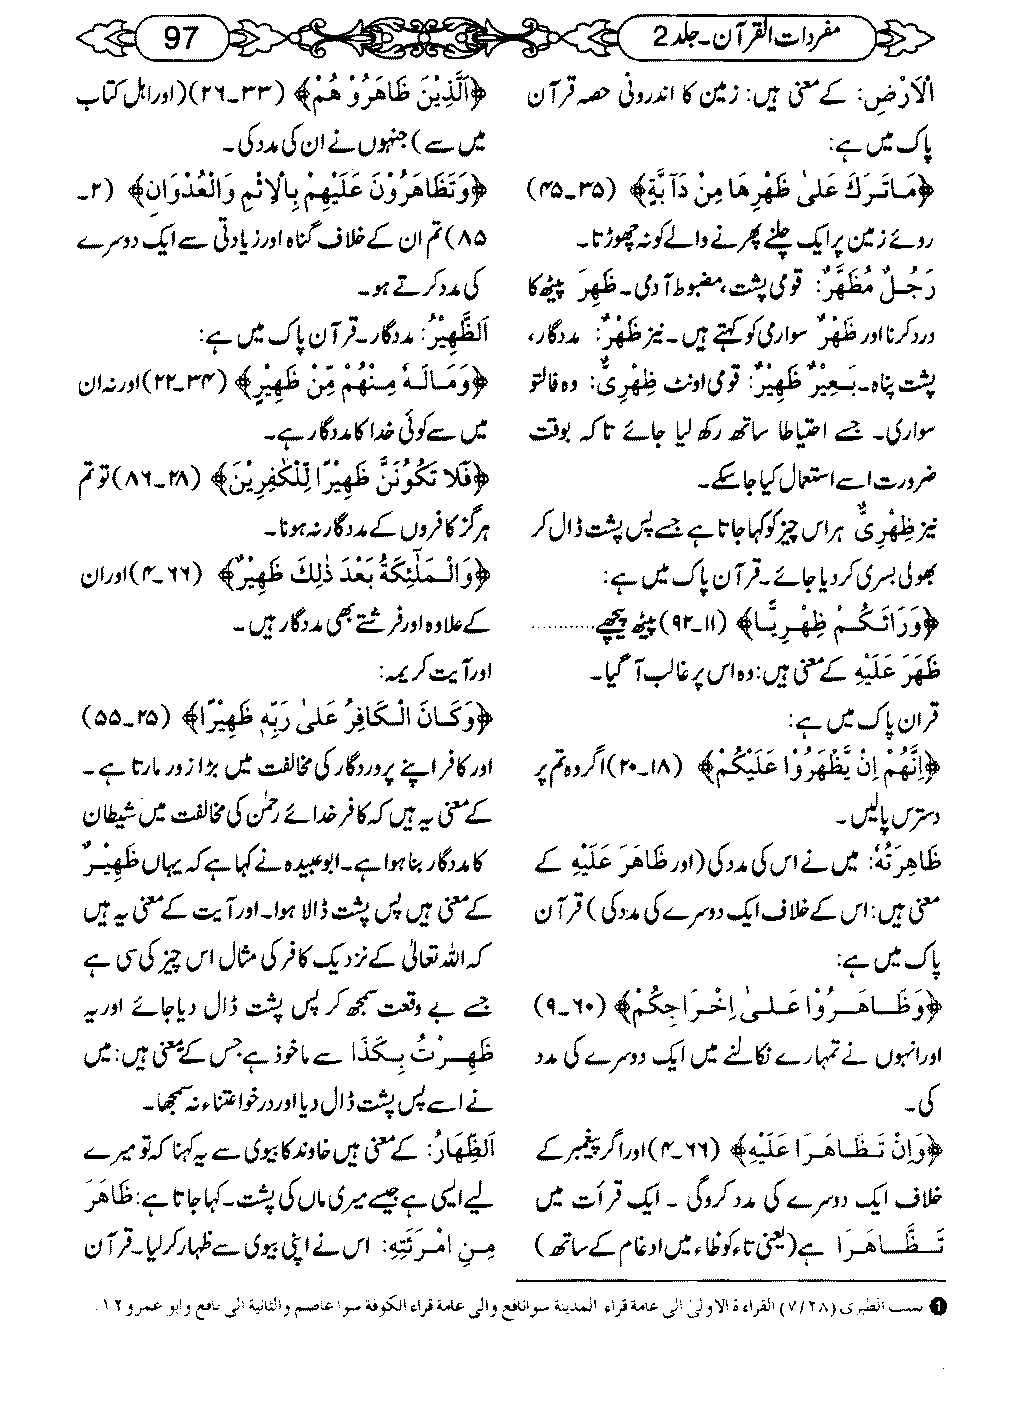 مفردات القرآن۔جلد 2
97
الْاَرْضِ: کے معنی ہیں: زمین کا اندرونی حصہ قرآن
پاک میں ہے:
﴿مَاتَرَكَ عَلیٰ ظَهْرِهَا مِنْ دَآبَّةٍ﴾ (۳۵۔۴۵)
روئے زمین پر ایک چلنے پھرنے والے کو نہ چھوڑتا۔
رَجُلٌ مُظَهَّرٌ: قومی پشت، مضبوط آدمی۔ ظَهِرَ پیٹھ کا
درد کرنا اور ظَهْرٌ سواری کو کہتے ہیں۔ نیز ظَهْرٌ: مددگار،
پشت پناہ۔ بَعِیْرٌ ظَهِیْرٌ: قومی اونٹ ظِهْرِیٌّ: وہ فالتو
سواری۔ جسے احتیاطا ساتھ رکھ لیا جائے تاکہ بوقت
ضرورت اسے استعمال کیا جاسکے۔
نیز ظِهْرِیٌّ ہر اس چیز کو کہا جاتا ہے جسے پس پشت ڈال کر
بھولی بسری کر دیا جائے۔ قرآن پاک میں ہے:
﴿وَرَائَكُمْ ظِهْرِیًّا﴾ (۱۱۔۹۲) پیٹھ پیچھے............
ظَهَرَ عَلَیْهِ کے معنی ہیں: وہ اس پر غالب آ گیا۔
قران پاک میں ہے:
﴿اِنَّهُمْ اِنْ یَّظْهَرُوْا عَلَیْكُمْ﴾ (۱۸۔۲۰) اگر وہ تم پر
دسترس پالیں۔
ظَاهِرَتُهٗ: میں نے اس کی مدد کی (اور ظَاهَرَ عَلَیْهِ کے
معنی ہیں: اس کے خلاف ایک دوسرے کی مدد کی) قرآن
پاک میں ہے:
﴿وَظَاهَرُوْا عَلیٰ اِخْرَاجِكُمْ﴾ (۶۰۔۹)
اور انہوں نے تمہارے نکالنے میں ایک دوسرے کی مدد
کی۔
﴿وَاِنْ تَظَاهَرَا عَلَیْهِ﴾ (۶۶۔۴) اور اگر پیغمبر کے
خلاف ایک دوسرے کی مدد کروگی ۔ ایک قرأت میں
تَظَّاهَرَا ہے (یعنی تاء کو ظاء میں ادغام کے ساتھ)
﴿اَلَّذِیْنَ ظَاهَرُوْ هُمْ﴾ (۳۳۔۲۶)(اور اہل کتاب
میں سے) جنہوں نے ان کی مدد کی۔
﴿وَتَظَاهَرُوْنَ عَلَیْهِمْ بِالْاِثْمِ وَالْعُدْوَانِ﴾ (۲۔
۸۵) تم ان کے خلاف گناہ اور زیادتی سے ایک دوسرے
کی مدد کرتے ہو۔
اَلظَّهِیْرُ: مددگار۔ قرآن پاک میں ہے:
﴿وَمَالَهٗ مِنْهُمْ مِّنْ ظَهِیْرٍ﴾ (۳۴۔۲۲) اور نہ ان
میں سے کوئی خدا کا مددگار ہے۔
﴿فَلَا تَكُوْنَنَّ ظَهِیْرًا لِّلْكٰفِرِیْنَ﴾ (۲۸۔۸۶) تو تم
ہرگز کافروں کے مددگار نہ ہونا۔
﴿وَالْمَلٰٓئِكَةُ بَعْدَ ذٰلِكَ ظَهِیْرٌ﴾ (۶۶۔۴) اور ان
کے علاوہ اور فرشتے بھی مددگار ہیں۔
اور آیت کریمہ:
﴿وَكَانَ الْكَافِرُ عَلیٰ رَبِّهٖ ظَهِیْرًا﴾ (۲۵۔۵۵)
اور کافر اپنے پروردگار کی مخالفت میں بڑا زور مارتا ہے۔
کے معنی یہ ہیں کہ کافر خدائے رحمٰن کی مخالفت میں شیطان
کا مددگار بنا ہوا ہے۔ ابوعبیدہ نے کہا ہے کہ یہاں ظَهِیْرٌ
کے معنی ہیں پس پشت ڈالا ہوا۔ اور آیت کے معنی یہ ہیں
کہ اللہ تعالیٰ کے نزدیک کافر کی مثال اس چیز کی سی ہے
جسے بے وقعت سمجھ کر پس پشت ڈال دیا جائے اور یہ
ظَهَرْتُ بِكَذَا سے ماخوذ ہے جس کے معنی ہیں: میں
نے اسے پس پشت ڈال دیا اور درخواعتناء نہ سمجھا۔
اَلظِّهَارُ: کے معنی ہیں خاوند کا بیوی سے یہ کہنا کہ تو میرے
لیے ایسی ہے جیسے میری ماں کی پشت۔ کہا جاتا ہے: ظَاهَرَ
مِنِ امْرَئَتِهٖ: اس نے اپنی بیوی سے ظہار کر لیا۔ قرآن
❶ نسب الطبری (۷/۲۸) القراءة الاولیٰ الی عامة قراء المدینة سوانافع والی عامة قراء الکوفة سوا عاصم والثانیة الی نافع وابو عمرو ۱۲.